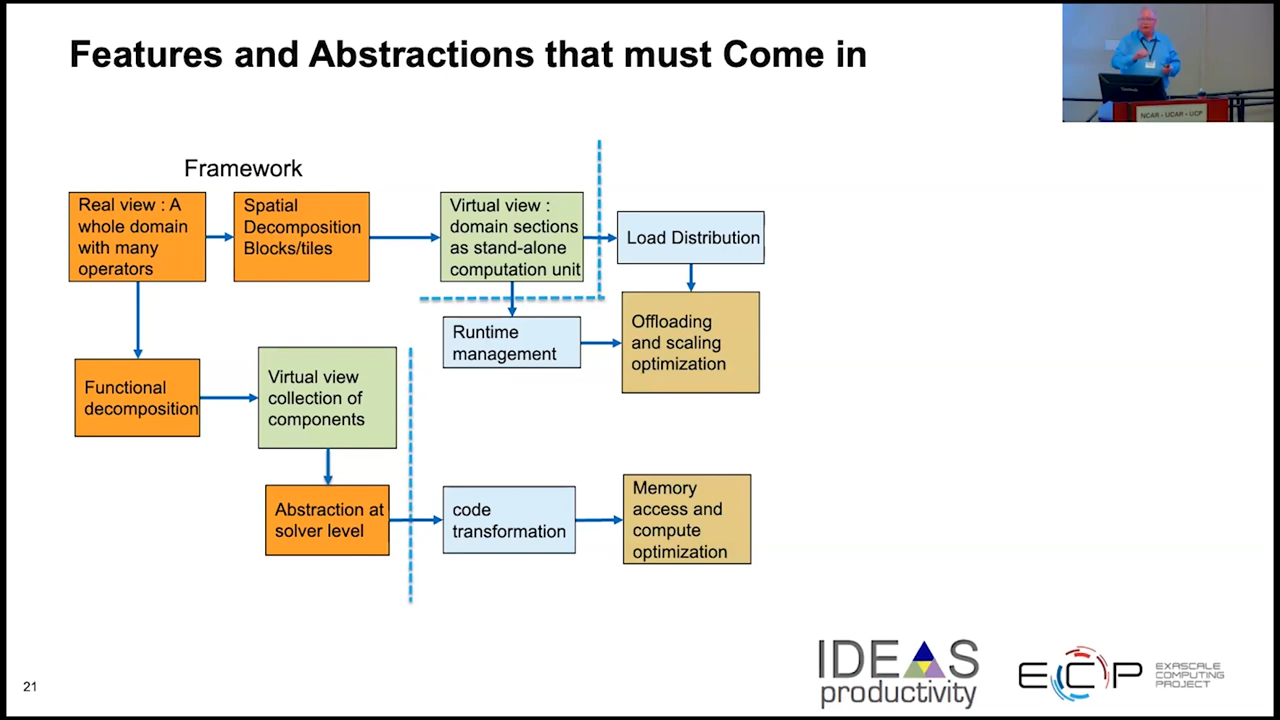 Features and Abstractions that must Come in
NCAR - UCAR - UCP
Framework
Real view : A
whole domain
with many
operators
Spatial
Decomposition
Blocks/tiles
Virtual view :
domain sections
as stand-alone
computation unit
Load Distribution
Runtime
management
Offloading
and scaling
optimization
Functional
decomposition
Virtual view
collection of
components
Abstraction at
solver level
code
transformation
Memory
access and
compute
optimization
21
IDEAS
productivity
ECP
EXASCALE
COMPUTING
PROJECT